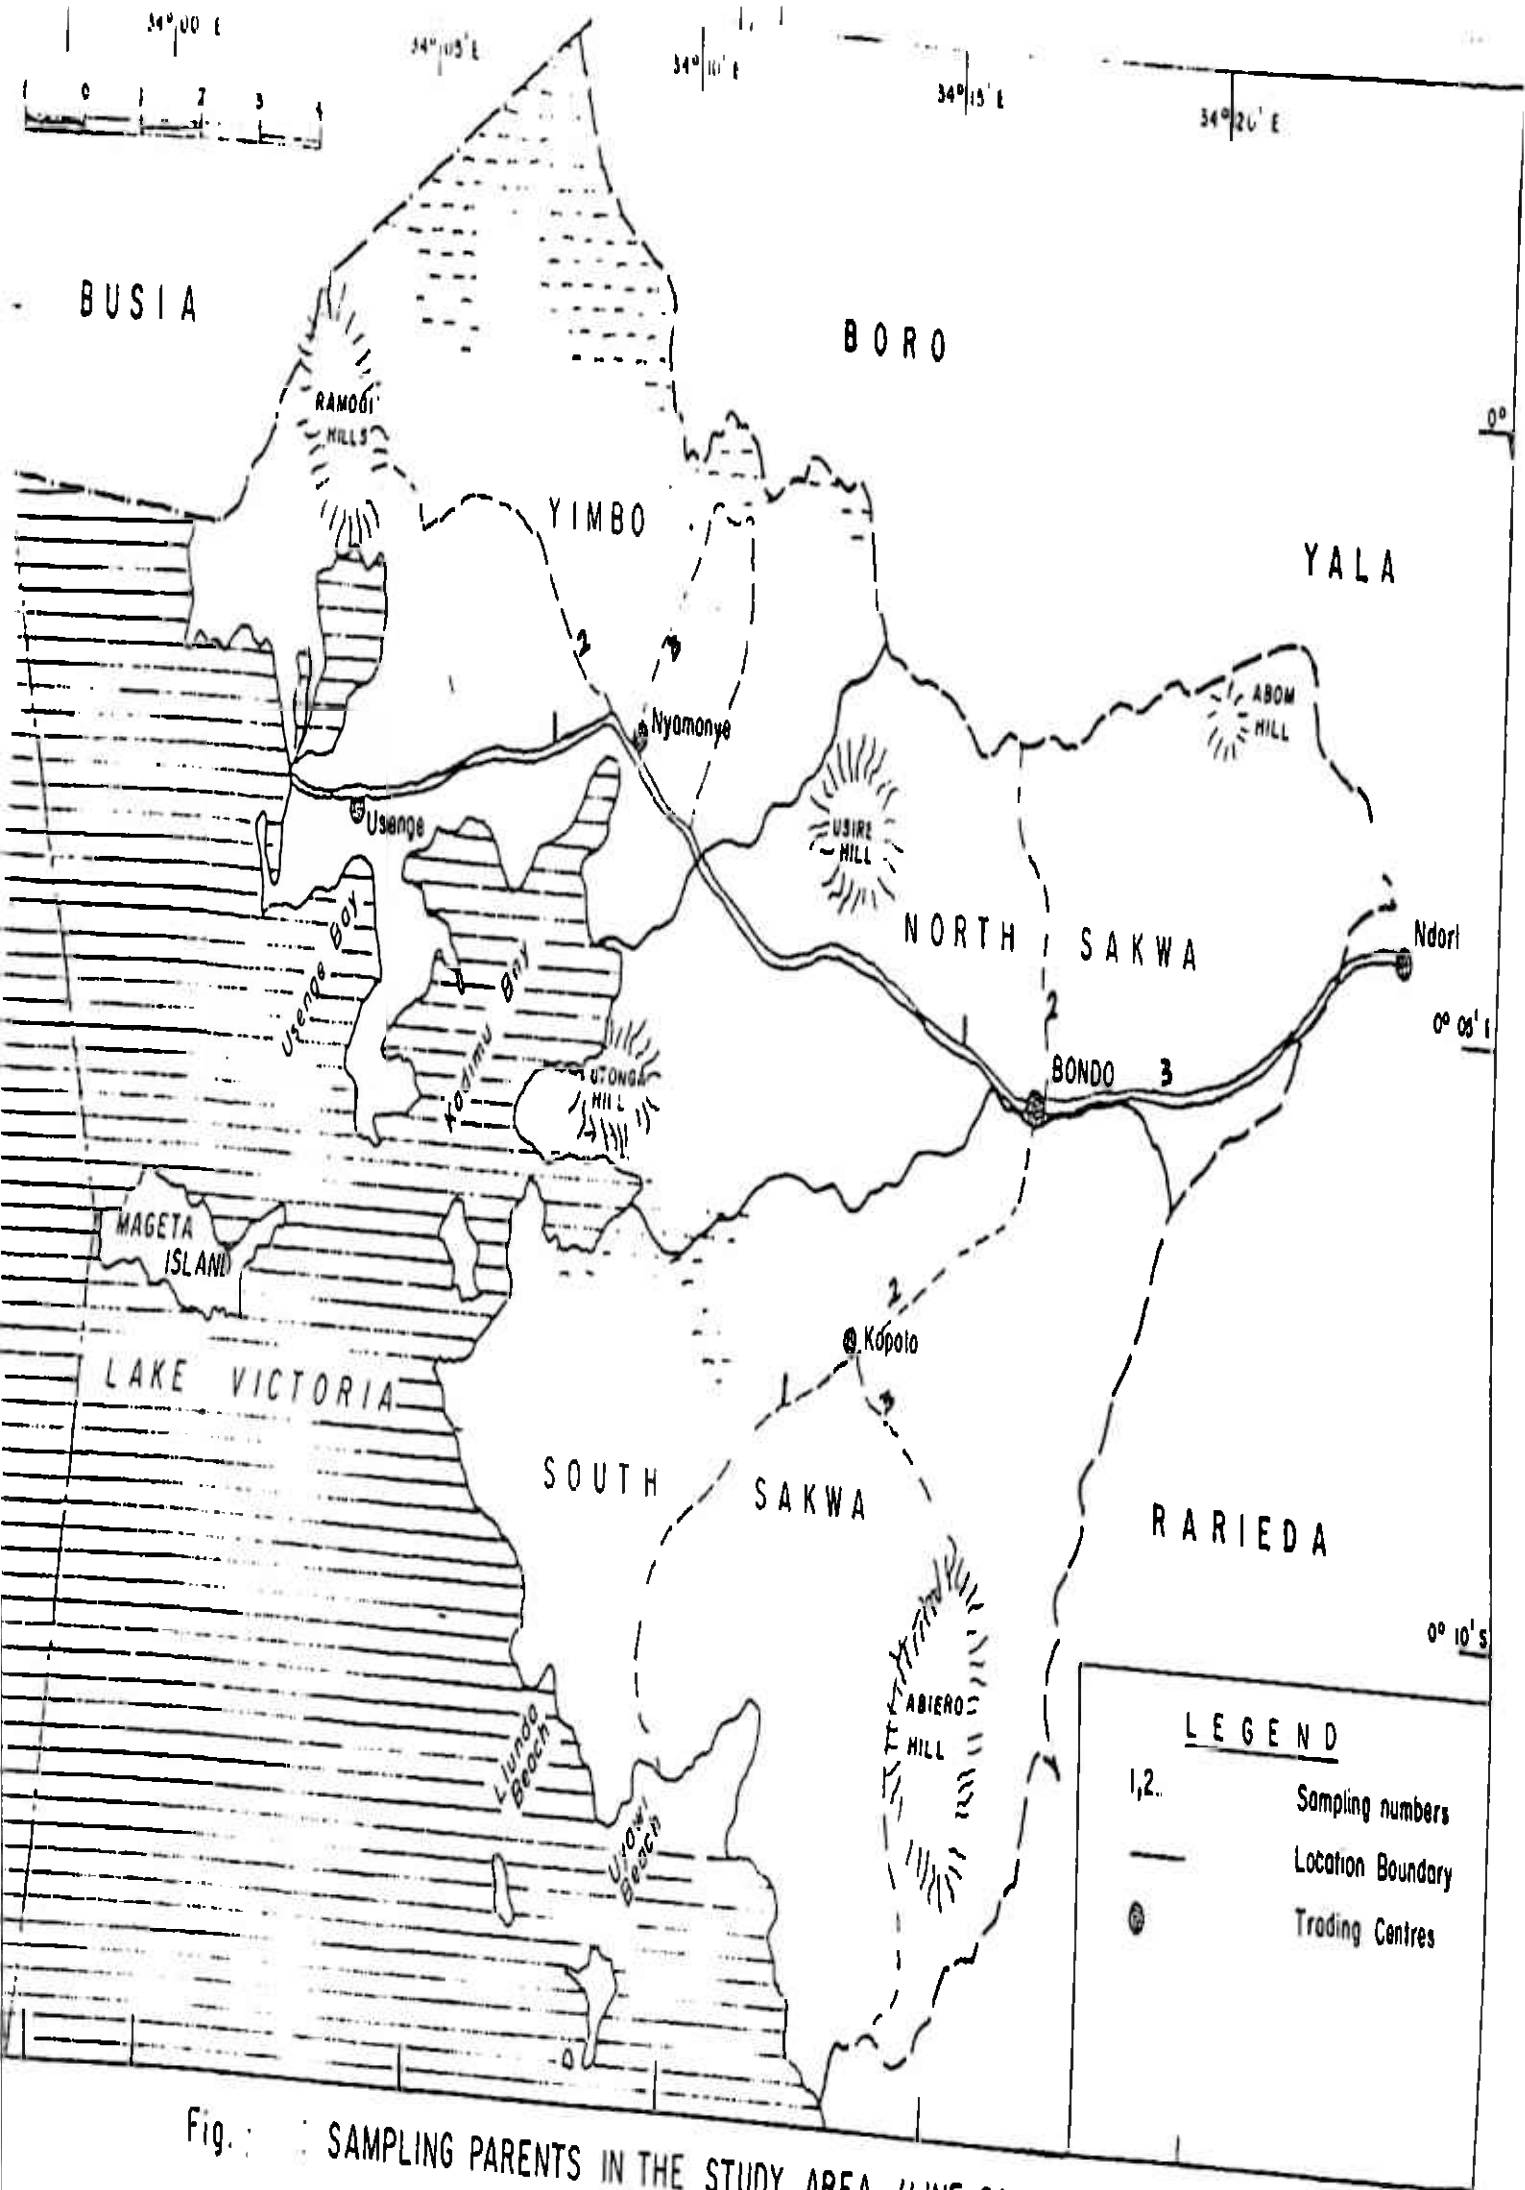 34° 00' E
34° 05' E
34° 10' E
34° 15' E
34° 20' E
1 0 1 2 3 4
BUSIA
BORO
RAMOGI
HILLS
0°
YIMBO
YALA
2
3
ABOM
HILL
1
Nyamonye
Usenge
USIRE
HILL
NORTH SAKWA
Ndori
Usenge Bay
Kadimu Bay
2
0° 05'
1
UTONGA
HILL
BONDO
3
MAGETA
ISLAND
2
Kopolo
LAKE VICTORIA
1
3
SOUTH SAKWA
RARIEDA
0° 10' S
ABIERO
HILL
Liunda
Beach
Beach
LEGEND
1,2.. Sampling numbers
Location Boundary
Trading Centres
Fig. : SAMPLING PARENTS IN THE STUDY AREA